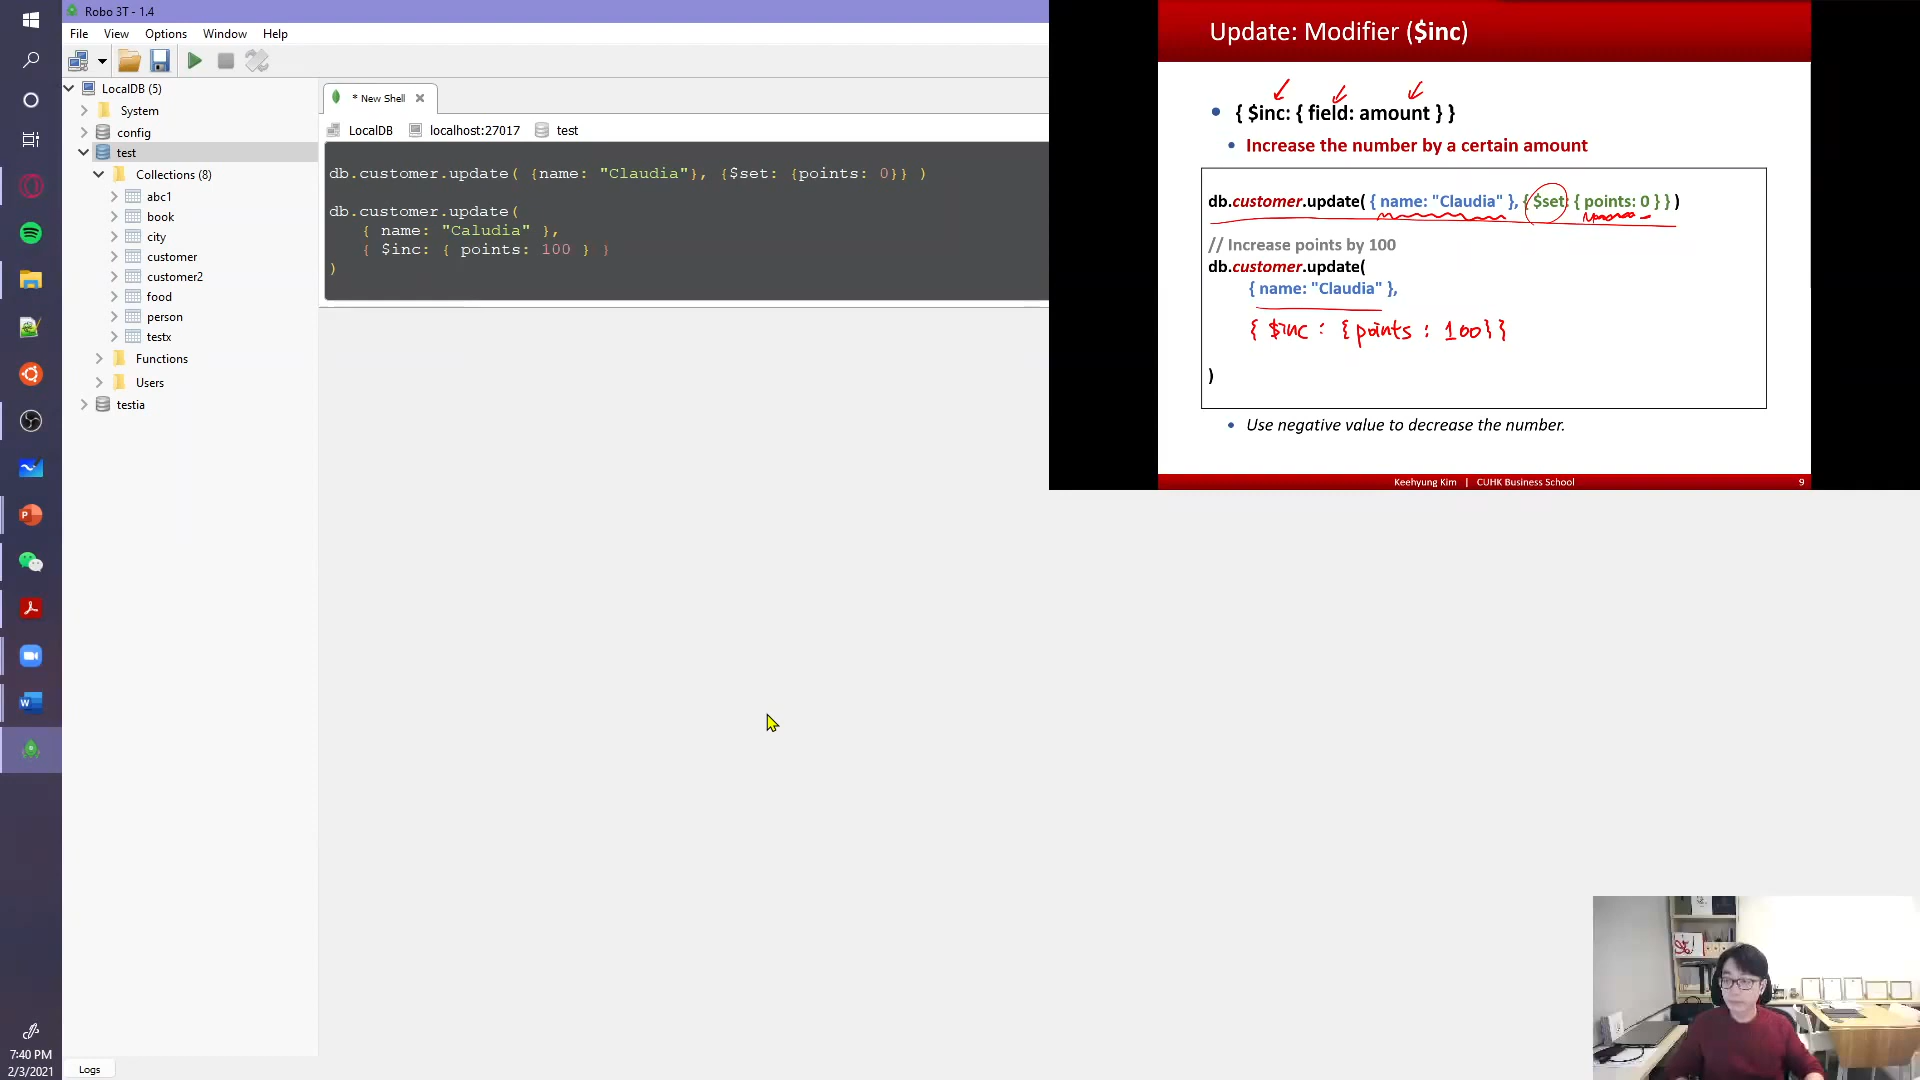 Robo 3T - 1.4
File View Options Window Help
LocalDB (5)
System
config
test
Collections (8)
abc1
book
city
customer
customer2
food
person
testx
Functions
Users
testia
* New Shell
LocalDB localhost:27017 test
db.customer.update( {name: "Claudia"}, {$set: {points: 0}} )
db.customer.update(
{ name: "Caludia" },
{ $inc: { points: 100 } }
)
Logs
7:40 PM
2/3/2021
Update: Modifier ($inc)
• { $inc: { field: amount } }
• Increase the number by a certain amount
db.customer.update( { name: "Claudia" }, { $set: { points: 0 } } )
// Increase points by 100
db.customer.update(
{ name: "Claudia" },
{ $inc : { points : 100 } }
)
• Use negative value to decrease the number.
Keehyung Kim | CUHK Business School
9